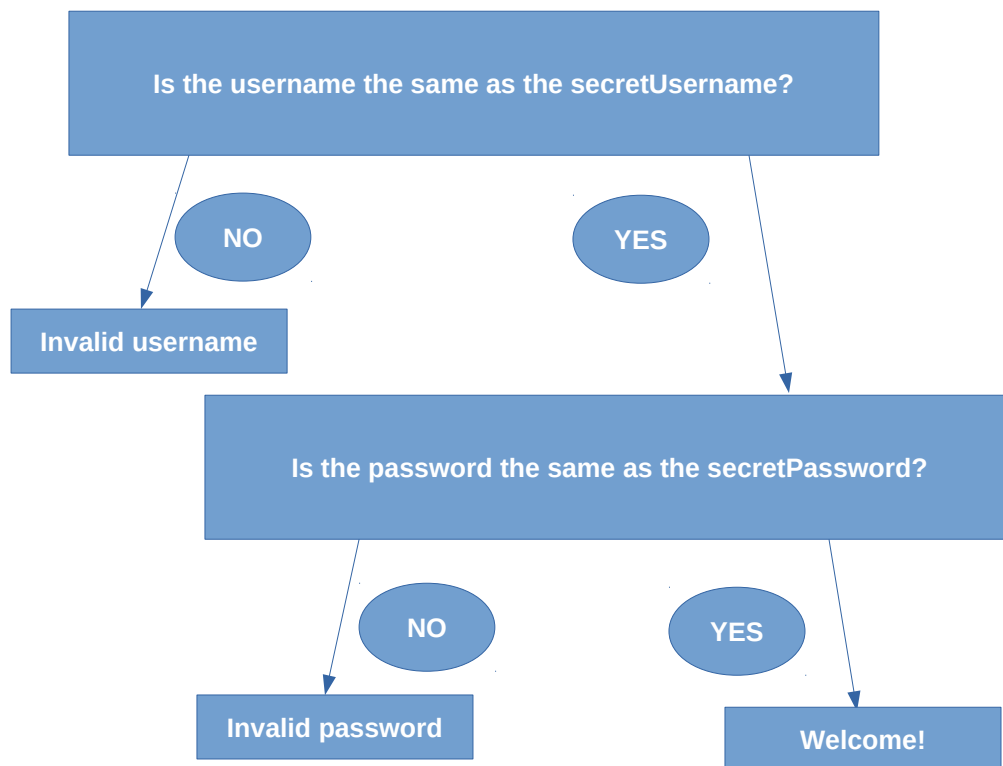 Is the username the same as the secretUsername?
NO
YES
Invalid username
Is the password the same as the secretPassword?
NO
YES
Invalid password
Welcome!